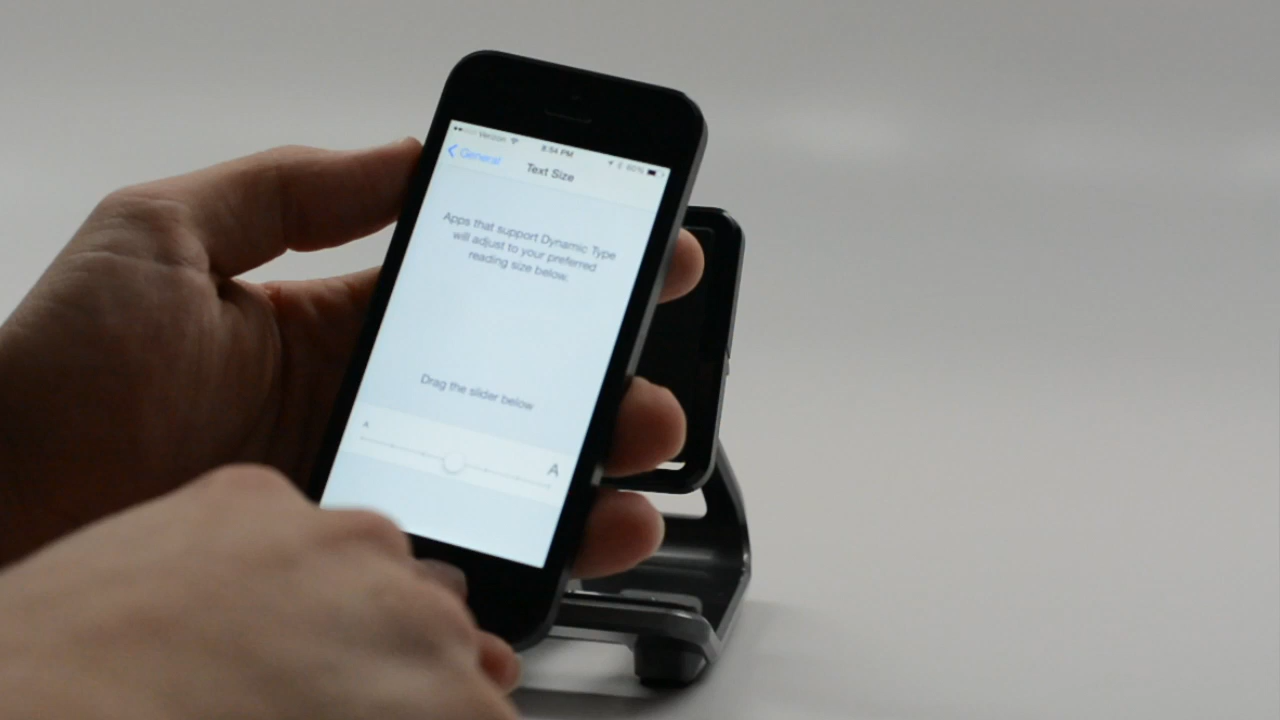 Verizon 8:54 PM 60%
General Text Size
Apps that support Dynamic Type
will adjust to your preferred
reading size below.
Drag the slider below
A A